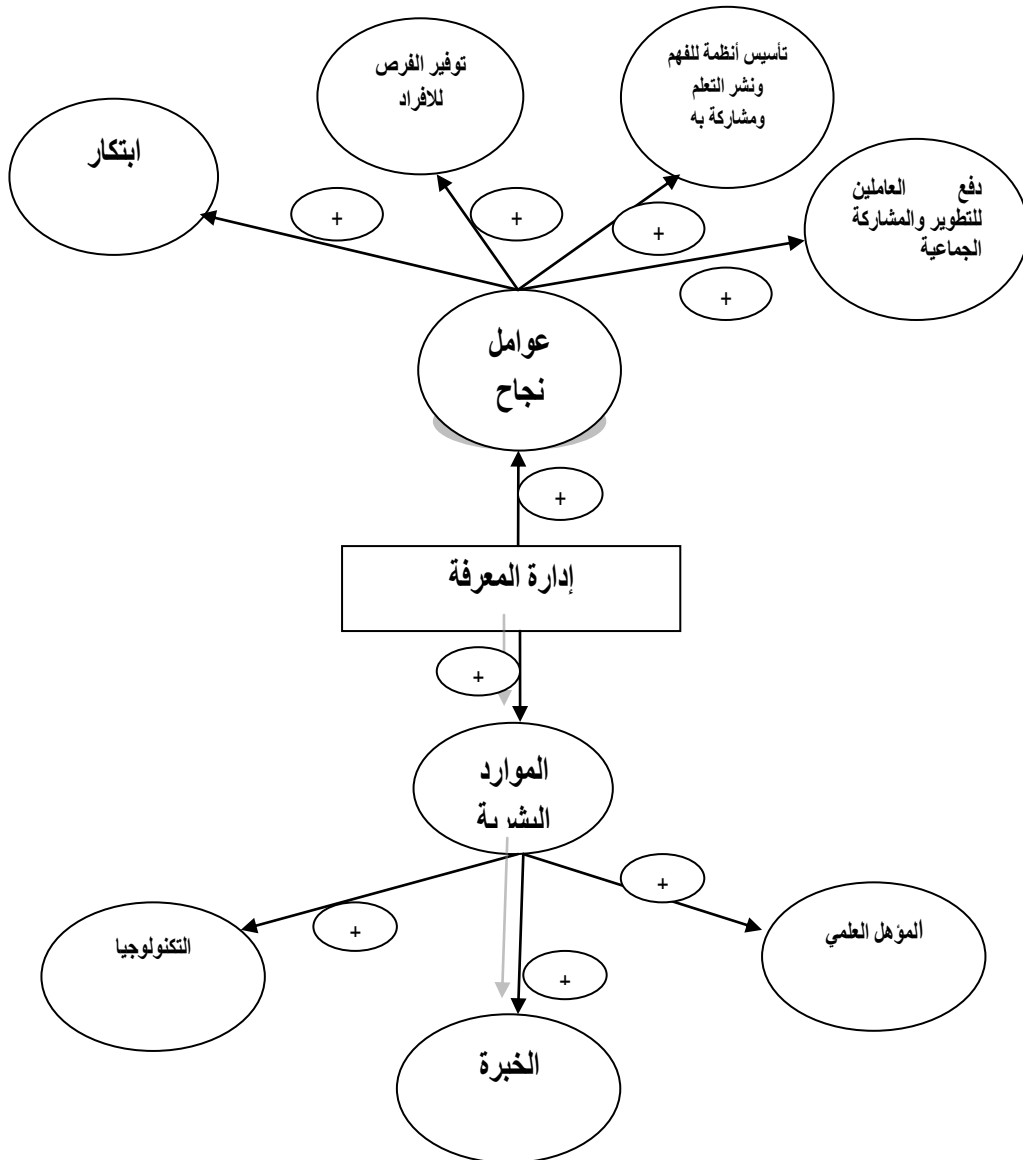 توفير الفرص
للافراد
تأسيس أنظمة للفهم
ونشر التعلم
ومشاركة به
ابتكار
دفع العاملين
للتطوير والمشاركة
الجماعية
+
+
+
+
عوامل
نجاح
+
إدارة المعرفة
+
الموارد
البشرية
+
+
+
التكنولوجيا
المؤهل العلمي
الخبرة